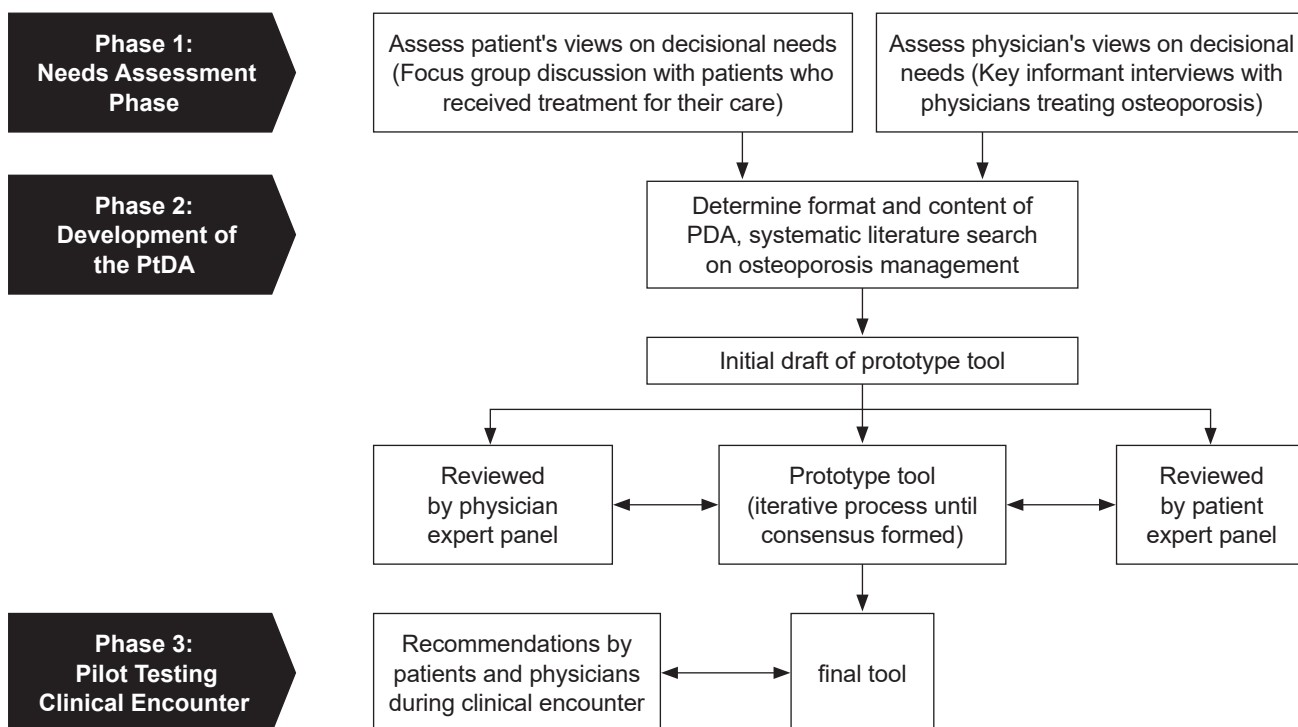 Phase 1:
Needs Assessment
Phase
Assess patient's views on decisional needs
(Focus group discussion with patients who
received treatment for their care)
Assess physician's views on decisional
needs (Key informant interviews with
physicians treating osteoporosis)
Phase 2:
Development of
the PtDA
Determine format and content of
PDA, systematic literature search
on osteoporosis management
Initial draft of prototype tool
Reviewed
by physician
expert panel
Prototype tool
(iterative process until
consensus formed)
Reviewed
by patient
expert panel
Phase 3:
Pilot Testing
Clinical Encounter
Recommendations by
patients and physicians
during clinical encounter
final tool